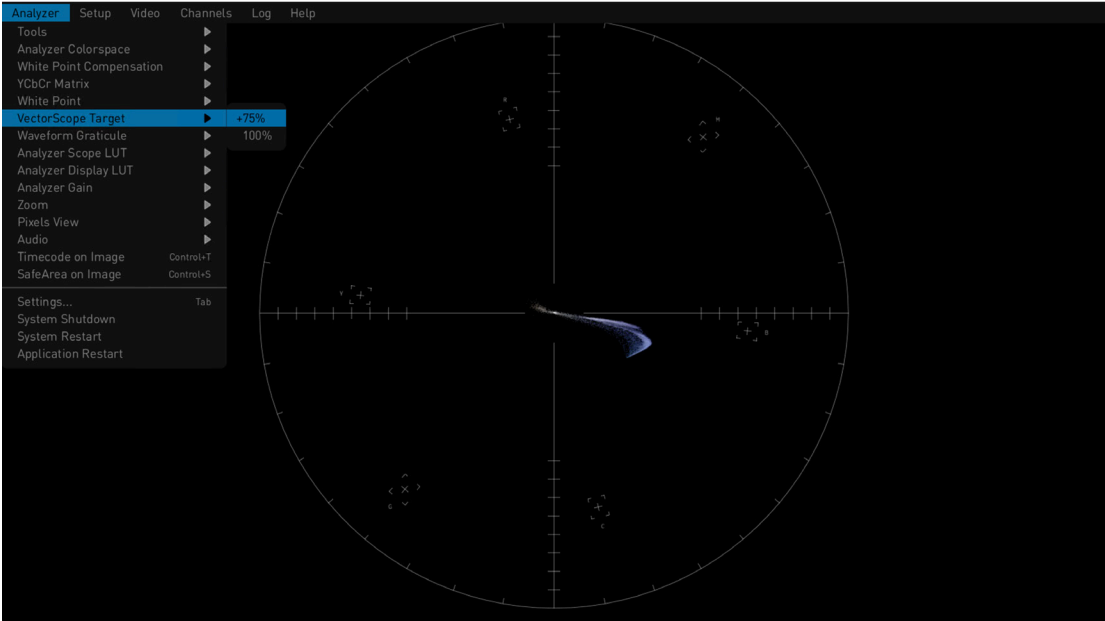 Analyzer Setup Video Channels Log Help
Tools
Analyzer Colorspace
White Point Compensation
YCbCr Matrix
White Point
VectorScope Target +75%
Waveform Graticule 100%
Analyzer Scope LUT
Analyzer Display LUT
Analyzer Gain
Zoom
Pixels View
Audio
Timecode on Image Control+T
SafeArea on Image Control+S
Settings... Tab
System Shutdown
System Restart
Application Restart
R
M
Y
B
G
C